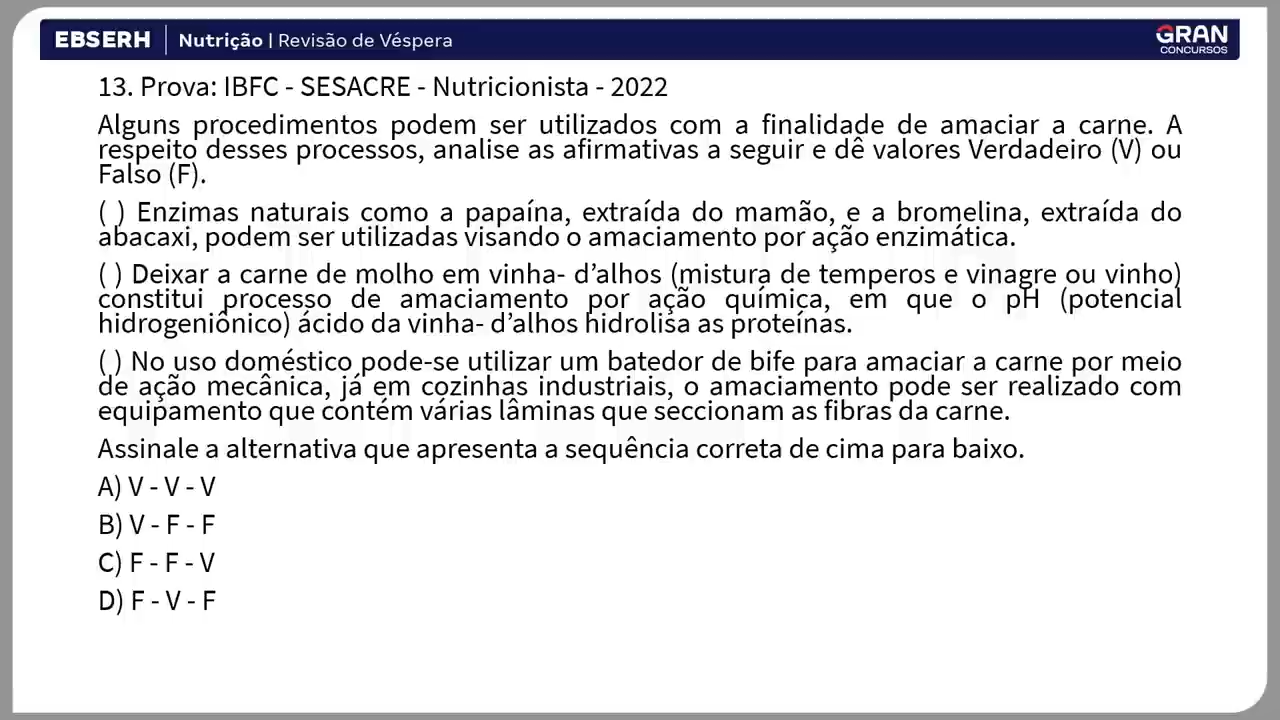 EBSERH | Nutrição | Revisão de Véspera
GRAN CONCURSOS
13. Prova: IBFC - SESACRE - Nutricionista - 2022
Alguns procedimentos podem ser utilizados com a finalidade de amaciar a carne. A
respeito desses processos, analise as afirmativas a seguir e dê valores Verdadeiro (V) ou
Falso (F).
( ) Enzimas naturais como a papaína, extraída do mamão, e a bromelina, extraída do
abacaxi, podem ser utilizadas visando o amaciamento por ação enzimática.
( ) Deixar a carne de molho em vinha- d’alhos (mistura de temperos e vinagre ou vinho)
constitui processo de amaciamento por ação química, em que o pH (potencial
hidrogeniônico) ácido da vinha- d’alhos hidrolisa as proteínas.
( ) No uso doméstico pode-se utilizar um batedor de bife para amaciar a carne por meio
de ação mecânica, já em cozinhas industriais, o amaciamento pode ser realizado com
equipamento que contém várias lâminas que seccionam as fibras da carne.
Assinale a alternativa que apresenta a sequência correta de cima para baixo.
A) V - V - V
B) V - F - F
C) F - F - V
D) F - V - F